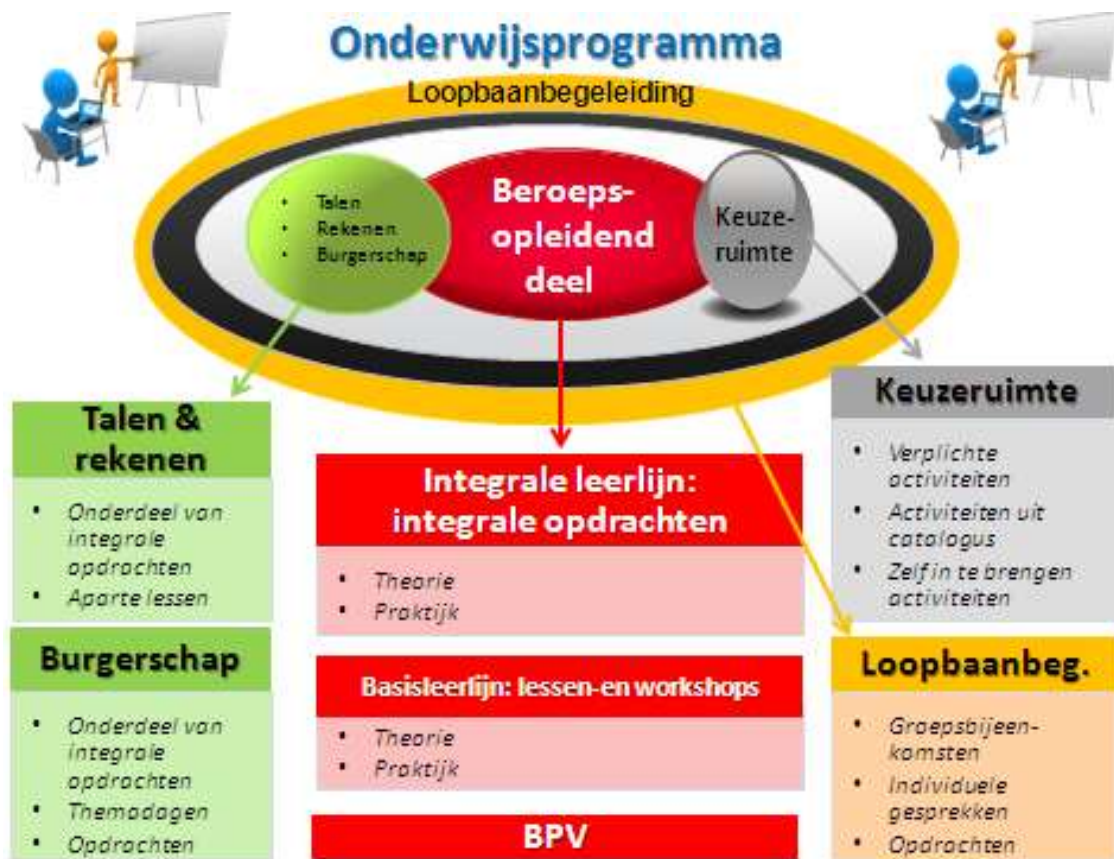 Onderwijsprogramma
Loopbaanbegeleiding
• Talen
• Rekenen
• Burgerschap
Beroeps-
opleidend
deel
Keuze-
ruimte
Talen &
rekenen
• Onderdeel van
integrale
opdrachten
• Aparte lessen
Burgerschap
• Onderdeel van
integrale
opdrachten
• Themadagen
• Opdrachten
Integrale leerlijn:
integrale opdrachten
• Theorie
• Praktijk
Basisleerlijn: lessen-en workshops
• Theorie
• Praktijk
BPV
Keuzeruimte
• Verplichte
activiteiten
• Activiteiten uit
catalogus
• Zelf in te brengen
activiteiten
Loopbaanbeg.
• Groepsbijeen-
komsten
• Individuele
gesprekken
• Opdrachten